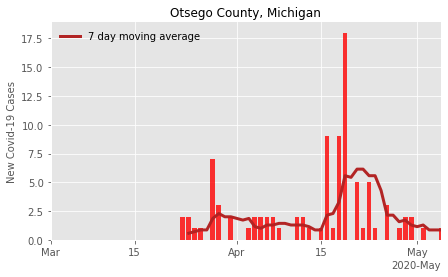 Otsego County, Michigan
7 day moving average
New Covid-19 Cases
17.5
15.0
12.5
10.0
7.5
5.0
2.5
0.0
Mar 15 Apr 15 May
2020-May